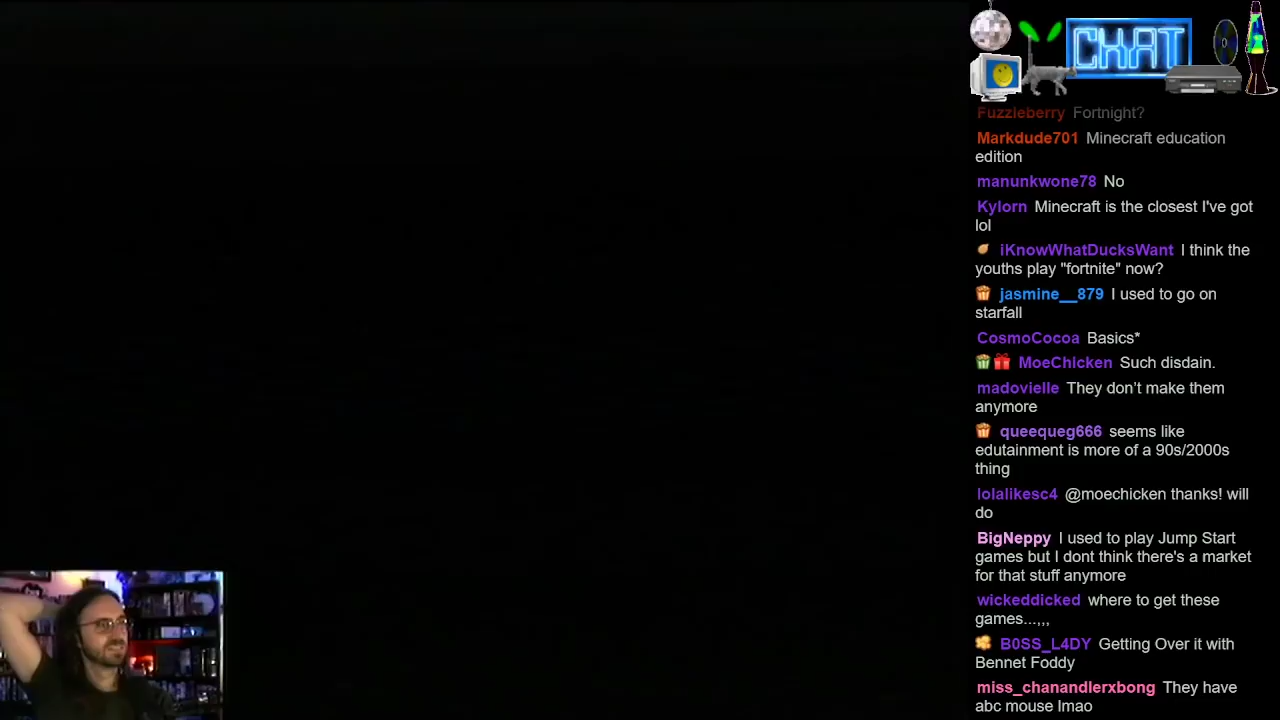 CHAT
Fuzzleberry Fortnight?
Markdude701 Minecraft education
edition
manunkwone78 No
Kylorn Minecraft is the closest I've got
lol
iKnowWhatDucksWant I think the
youths play "fortnite" now?
jasmine__879 I used to go on
starfall
CosmoCocoa Basics*
MoeChicken Such disdain.
madovielle They don’t make them
anymore
queequeg666 seems like
edutainment is more of a 90s/2000s
thing
lolalikesc4 @moechicken thanks! will
do
BigNeppy I used to play Jump Start
games but I dont think there's a market
for that stuff anymore
wickeddicked where to get these
games...,,,
B0SS_L4DY Getting Over it with
Bennet Foddy
miss_chanandlerxbong They have
abc mouse lmao